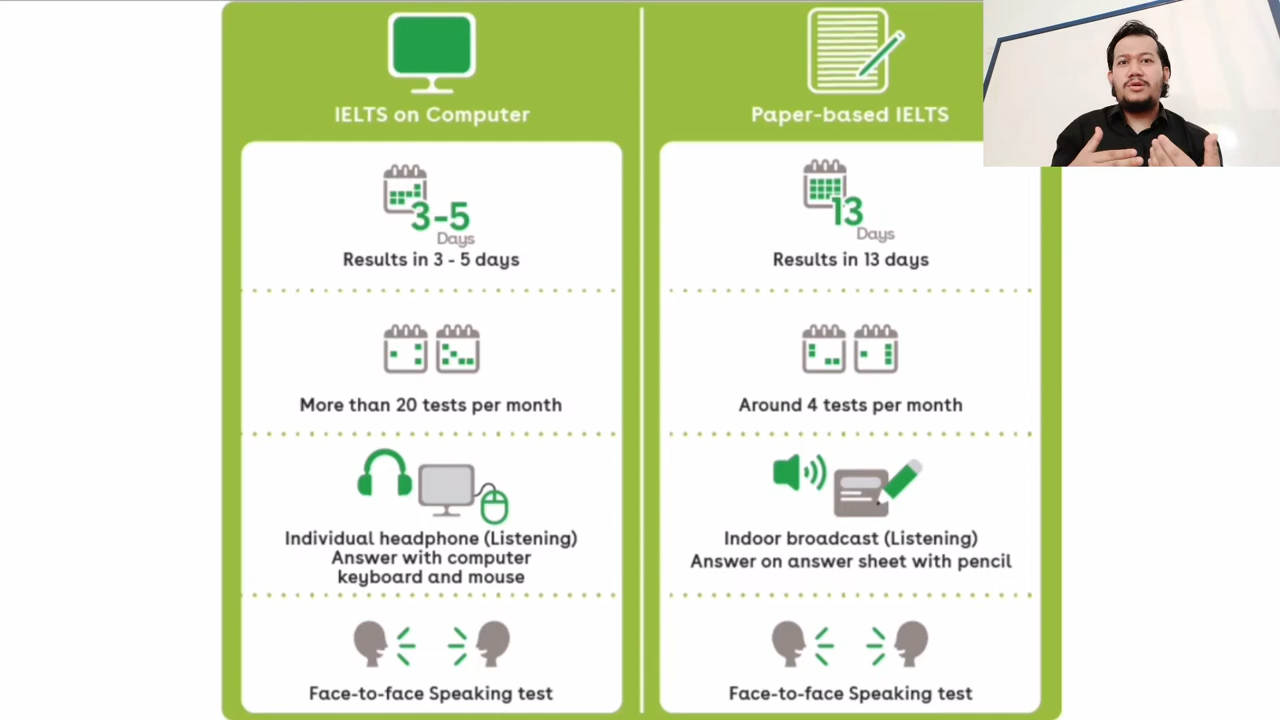 IELTS on Computer
3-5
Days
Results in 3 - 5 days
More than 20 tests per month
Individual headphone (Listening)
Answer with computer
keyboard and mouse
Face-to-face Speaking test
Paper-based IELTS
13
Days
Results in 13 days
Around 4 tests per month
Indoor broadcast (Listening)
Answer on answer sheet with pencil
Face-to-face Speaking test